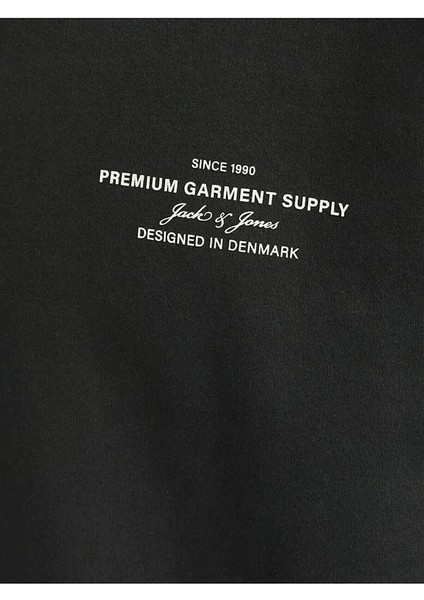 SINCE 1990
PREMIUM GARMENT SUPPLY
Jack & Jones
DESIGNED IN DENMARK